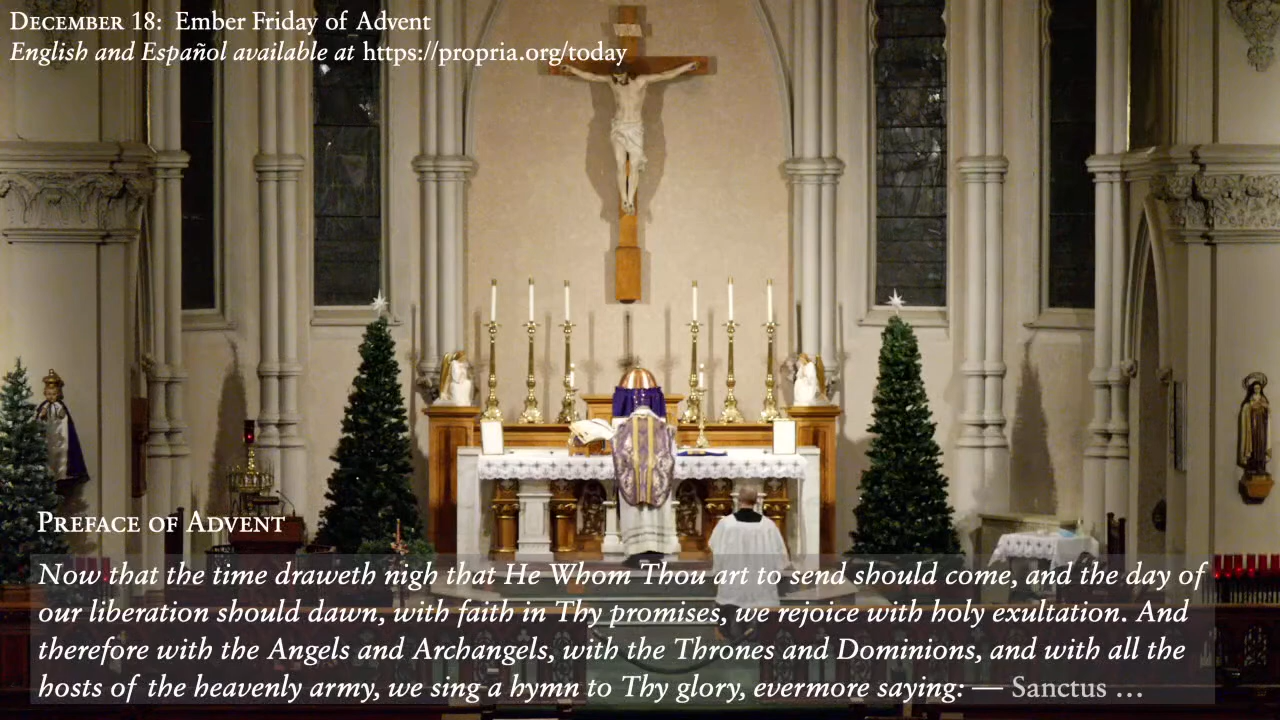 December 18: Ember Friday of Advent
English and Español available at https://propria.org/today
Preface of Advent
Now that the time draweth nigh that He Whom Thou art to send should come, and the day of
our liberation should dawn, with faith in Thy promises, we rejoice with holy exultation. And
therefore with the Angels and Archangels, with the Thrones and Dominions, and with all the
hosts of the heavenly army, we sing a hymn to Thy glory, evermore saying: — Sanctus ...